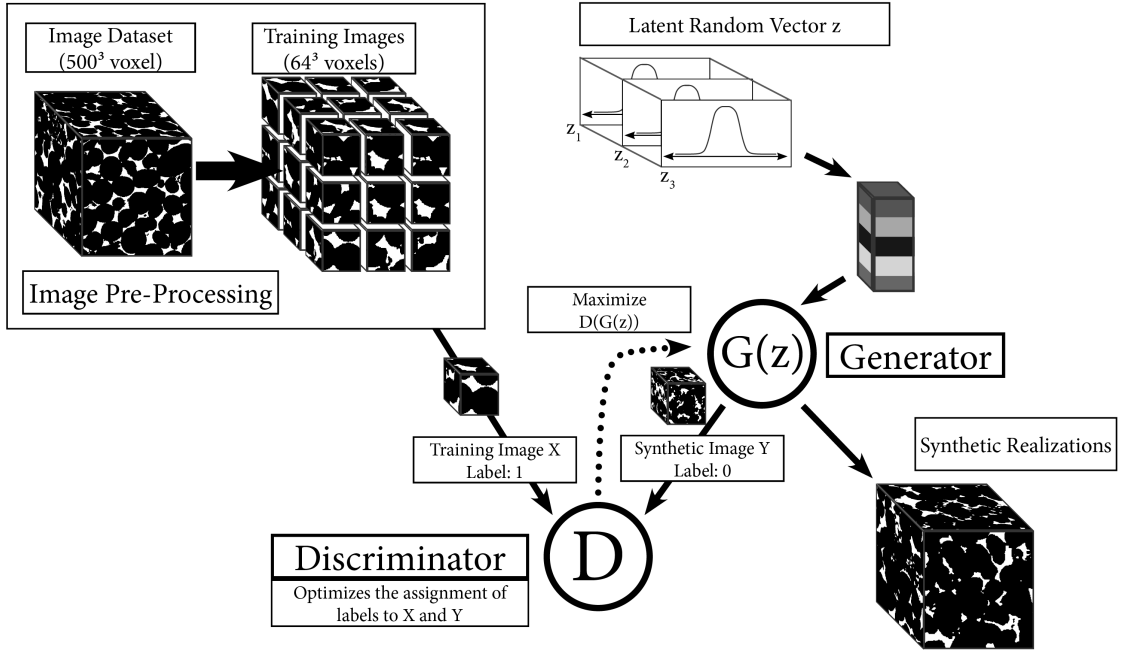 Image Dataset
(500³ voxel)
Training Images
(64³ voxels)
Image Pre-Processing
Latent Random Vector z
z₁
z₂
z₃
Maximize
D(G(z))
G(z)
Generator
Training Image X
Label: 1
Synthetic Image Y
Label: 0
Synthetic Realizations
D
Discriminator
Optimizes the assignment of
labels to X and Y